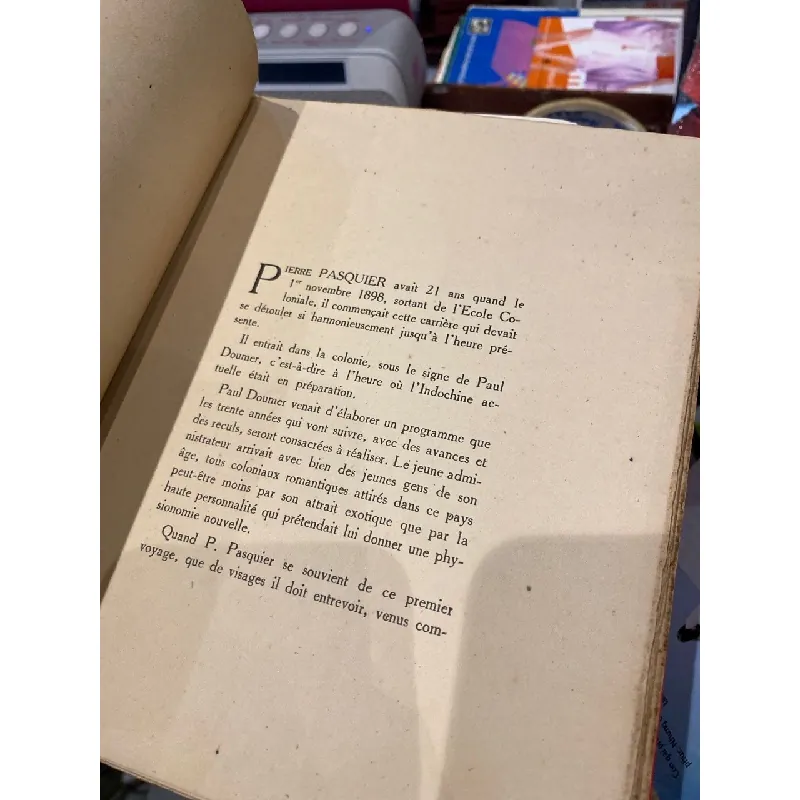 PIERRE PASQUIER avait 21 ans quand le
1er novembre 1898, sortant de l'Ecole Co-
loniale, il commençait cette carrière qui devait
se dérouler si harmonieusement jusqu'à l'heure pré-
sente.
Il entrait dans la colonie, sous le signe de Paul
Doumer, c'est-à-dire à l'heure où l'Indochine ac-
tuelle était en préparation.
Paul Doumer venait d'élaborer un programme que
les trente années qui vont suivre, avec des avances et
des reculs, seront consacrées à réaliser. Le jeune admi-
nistrateur arrivait avec bien des jeunes gens de son
âge, tous coloniaux romantiques attirés dans ce pays
peut-être moins par son attrait exotique que par la
haute personnalité qui prétendait lui donner une phy-
sionomie nouvelle.
Quand P. Pasquier se souvient de ce premier
voyage, que de visages il doit entrevoir, venus com-